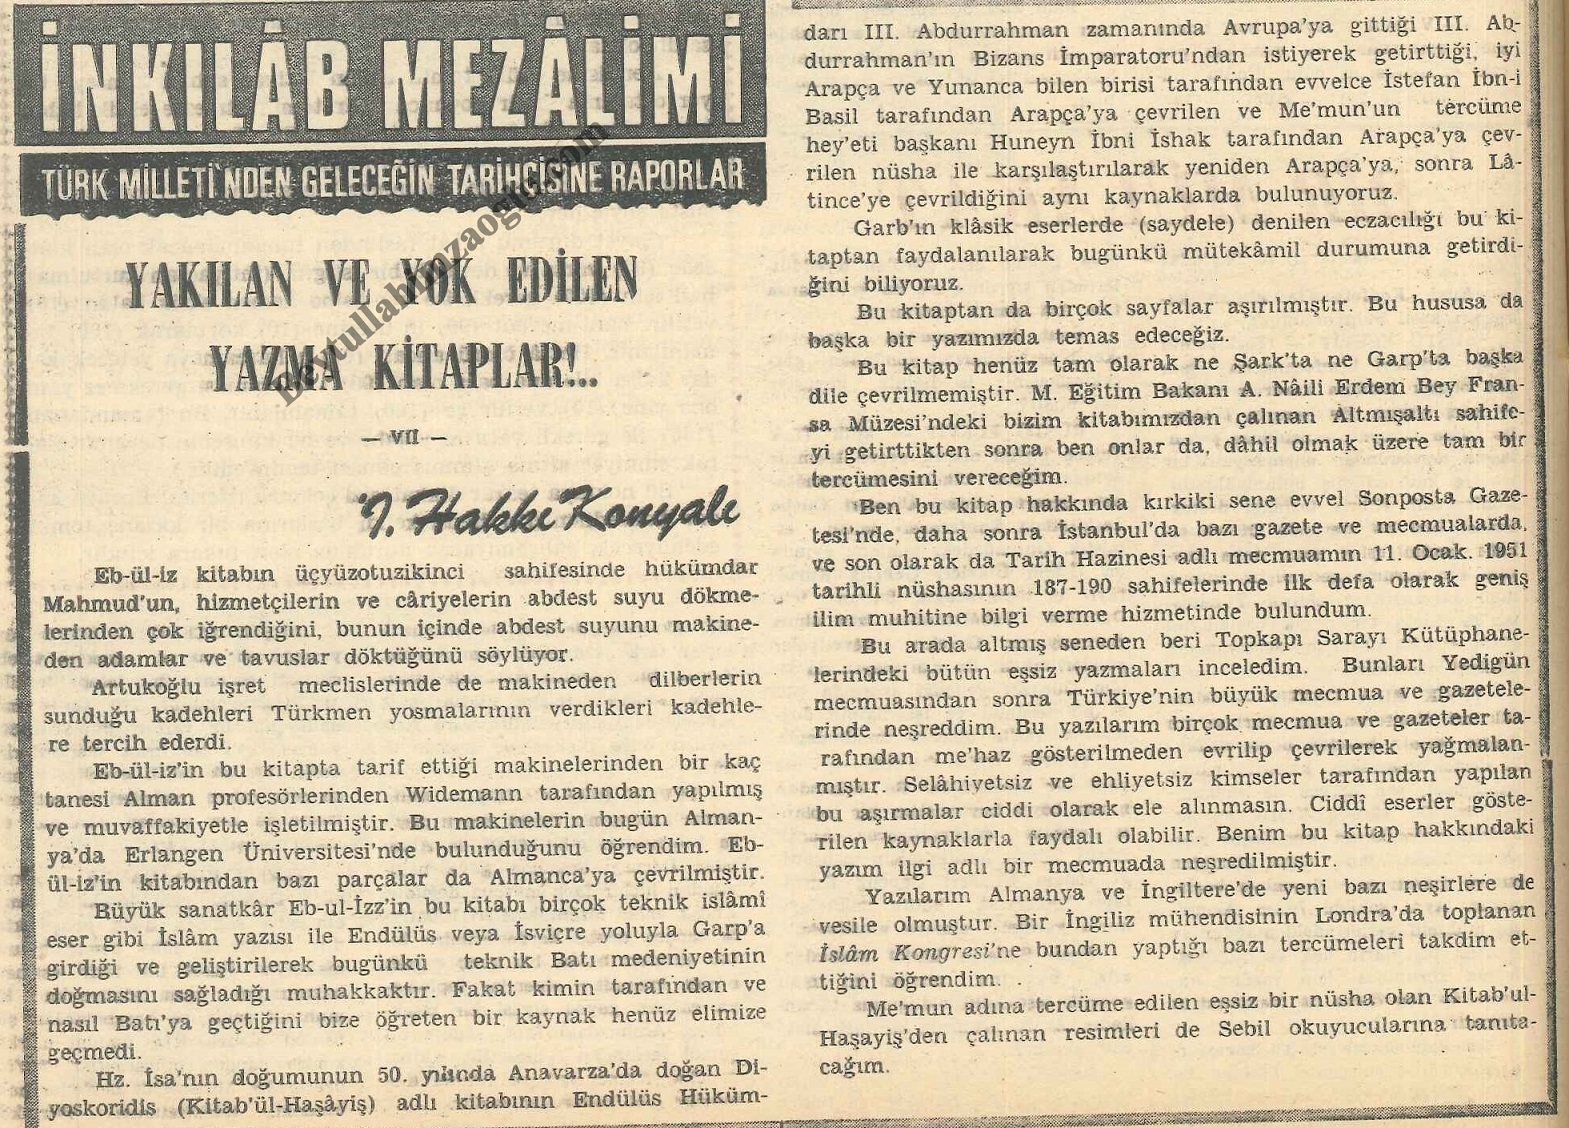 İNKILÂB MEZÂLİMİ
TÜRK MİLLETİ'NDEN GELECEĞİN TARİHÇİSİNE RAPORLAR
YAKILAN VE YOK EDİLEN
YAZMA KİTAPLAR!..
— VII —
İ. Hakkı Konyalı
Eb-ül-iz kitabın üçyüzotuzikinci sahifesinde hükümdar
Mahmud'un, hizmetçilerin ve câriyelerin abdest suyu dökme-
lerinden çok iğrendiğini, bunun içinde abdest suyunu makine-
den adamlar ve tavuslar döktüğünü söylüyor.
Artukoğlu işret meclislerinde de makineden dilberlerin
sunduğu kadehleri Türkmen yosmalarının verdikleri kadehle-
re tercih ederdi.
Eb-ül-iz'in bu kitapta tarif ettiği makinelerinden bir kaç
tanesi Alman profesörlerinden Widemann tarafından yapılmış
ve muvaffakiyetle işletilmiştir. Bu makinelerin bugün Alman-
ya'da Erlangen Üniversitesi'nde bulunduğunu öğrendim. Eb-
ül-iz'in kitabından bazı parçalar da Almanca'ya çevrilmiştir.
Büyük sanatkâr Eb-ul-İzz'in bu kitabı birçok teknik islâmî
eser gibi İslâm yazısı ile Endülüs veya İsviçre yoluyla Garp'a
girdiği ve geliştirilerek bugünkü teknik Batı medeniyetinin
doğmasını sağladığı muhakkaktır. Fakat kimin tarafından ve
nasıl Batı'ya geçtiğini bize öğreten bir kaynak henüz elimize
geçmedi.
Hz. İsa'nın doğumunun 50. yılında Anavarza'da doğan Di-
yoskoridis (Kitab'ül-Haşâyiş) adlı kitabının Endülüs Hüküm-
darı III. Abdurrahman zamanında Avrupa'ya gittiği III. Ab-
durrahman'ın Bizans İmparatoru'ndan istiyerek getirttiği, iyi
Arapça ve Yunanca bilen birisi tarafından evvelce İstefan İbn-i
Basil tarafından Arapça'ya çevrilen ve Me'mun'un tercüme
hey'eti başkanı Huneyn İbni İshak tarafından Arapça'ya çev-
rilen nüsha ile karşılaştırılarak yeniden Arapça'ya, sonra Lâ-
tince'ye çevrildiğini aynı kaynaklarda bulunuyoruz.
Garb'ın klâsik eserlerde (saydele) denilen eczacılığı bu ki-
taptan faydalanılarak bugünkü mütekâmil durumuna getirdi-
ğini biliyoruz.
Bu kitaptan da birçok sayfalar aşırılmıştır. Bu hususa da
başka bir yazımızda temas edeceğiz.
Bu kitap henüz tam olarak ne Şark'ta ne Garp'ta başka
dile çevrilmemiştir. M. Eğitim Bakanı A. Nâili Erdem Bey Fran-
sa Müzesi'ndeki bizim kitabımızdan çalınan Altmışaltı sahife-
yi getirttikten sonra ben onlar da, dâhil olmak üzere tam bir
tercümesini vereceğim.
Ben bu kitap hakkında kırkiki sene evvel Sonposta Gaze-
tesi'nde, daha sonra İstanbul'da bazı gazete ve mecmualarda,
ve son olarak da Tarih Hazinesi adlı mecmuamın 11. Ocak. 1951
tarihli nüshasının 187-190 sahifelerinde ilk defa olarak geniş
ilim muhitine bilgi verme hizmetinde bulundum.
Bu arada altmış seneden beri Topkapı Sarayı Kütüphane-
lerindeki bütün eşsiz yazmaları inceledim. Bunları Yedigün
mecmuasından sonra Türkiye'nin büyük mecmua ve gazetele-
rinde neşreddim. Bu yazılarım birçok mecmua ve gazeteler ta-
rafından me'haz gösterilmeden evrilip çevrilerek yağmalan-
mıştır. Selâhiyetsiz ve ehliyetsiz kimseler tarafından yapılan
bu aşırmalar ciddi olarak ele alınmasın. Ciddî eserler göste-
rilen kaynaklarla faydalı olabilir. Benim bu kitap hakkındaki
yazım ilgi adlı bir mecmuada neşredilmiştir.
Yazılarım Almanya ve İngiltere'de yeni bazı neşirlere de
vesile olmuştur. Bir İngiliz mühendisinin Londra'da toplanan
İslâm Kongresi'ne bundan yaptığı bazı tercümeleri takdim et-
tiğini öğrendim.
Me'mun adına tercüme edilen eşsiz bir nüsha olan Kitab'ul-
Haşayiş'den çalınan resimleri de Sebil okuyucularına tanıta-
cağım.